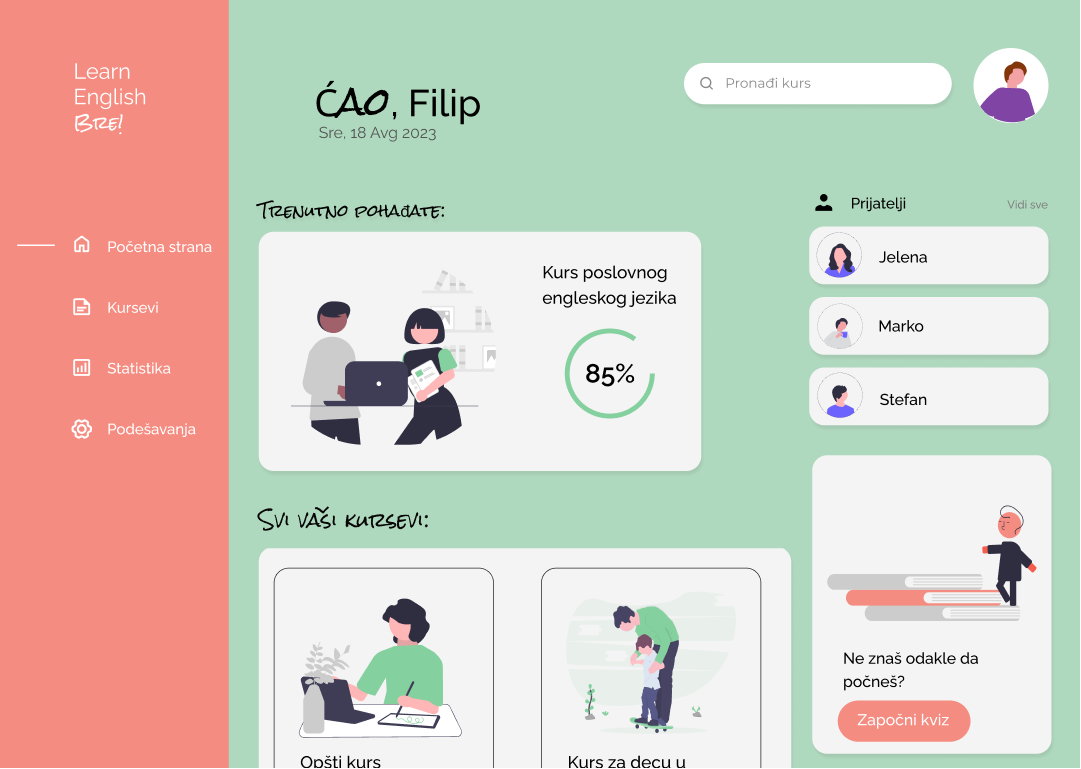 Learn
English
Bre!
Početna strana
Kursevi
Statistika
Podešavanja
ĆAO, Filip
Sre, 18 Avg 2023
Pronađi kurs
Trenutno pohađate:
Kurs poslovnog
engleskog jezika
85%
Svi vaši kursevi:
Opšti kurs
Kurs za decu u
Prijatelji
Vidi sve
Jelena
Marko
Stefan
Ne znaš odakle da
počneš?
Započni kviz